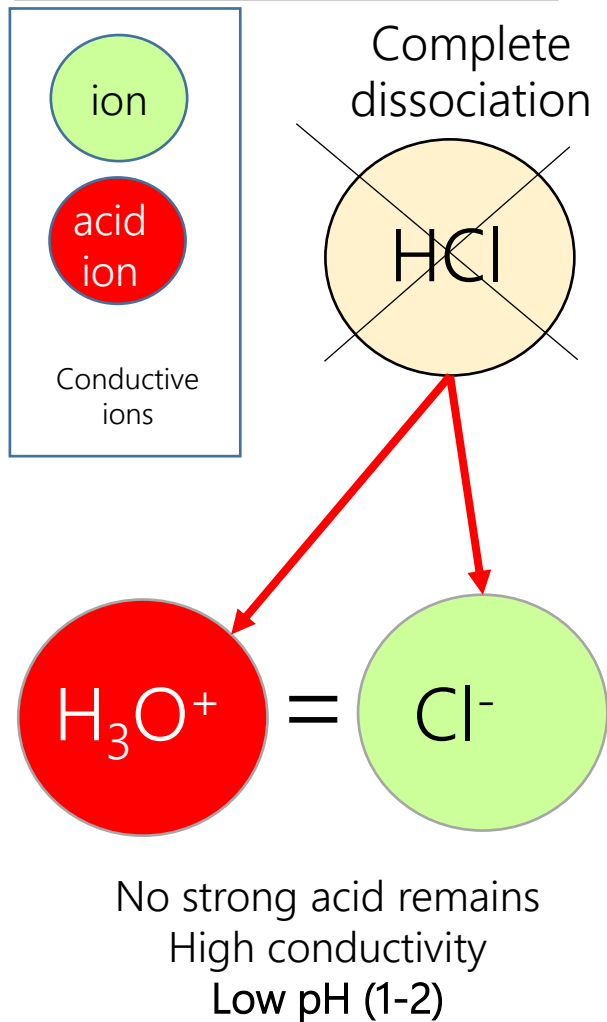 ion
acid
ion
Conductive
ions
Complete
dissociation
HCl
H₃O⁺ = Cl⁻
No strong acid remains
High conductivity
Low pH (1-2)